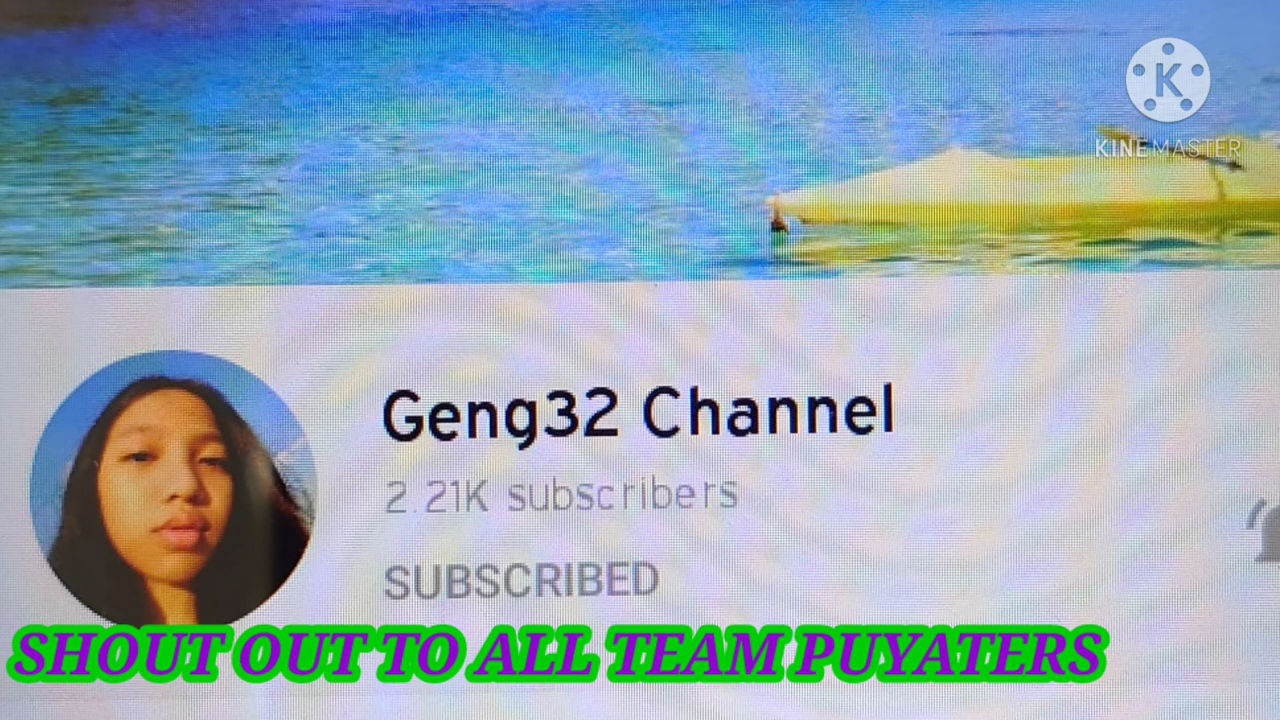 K
KINEMASTER
Geng32 Channel
2.21K subscribers
SUBSCRIBED
SHOUT OUT TO ALL TEAM PUYATERS